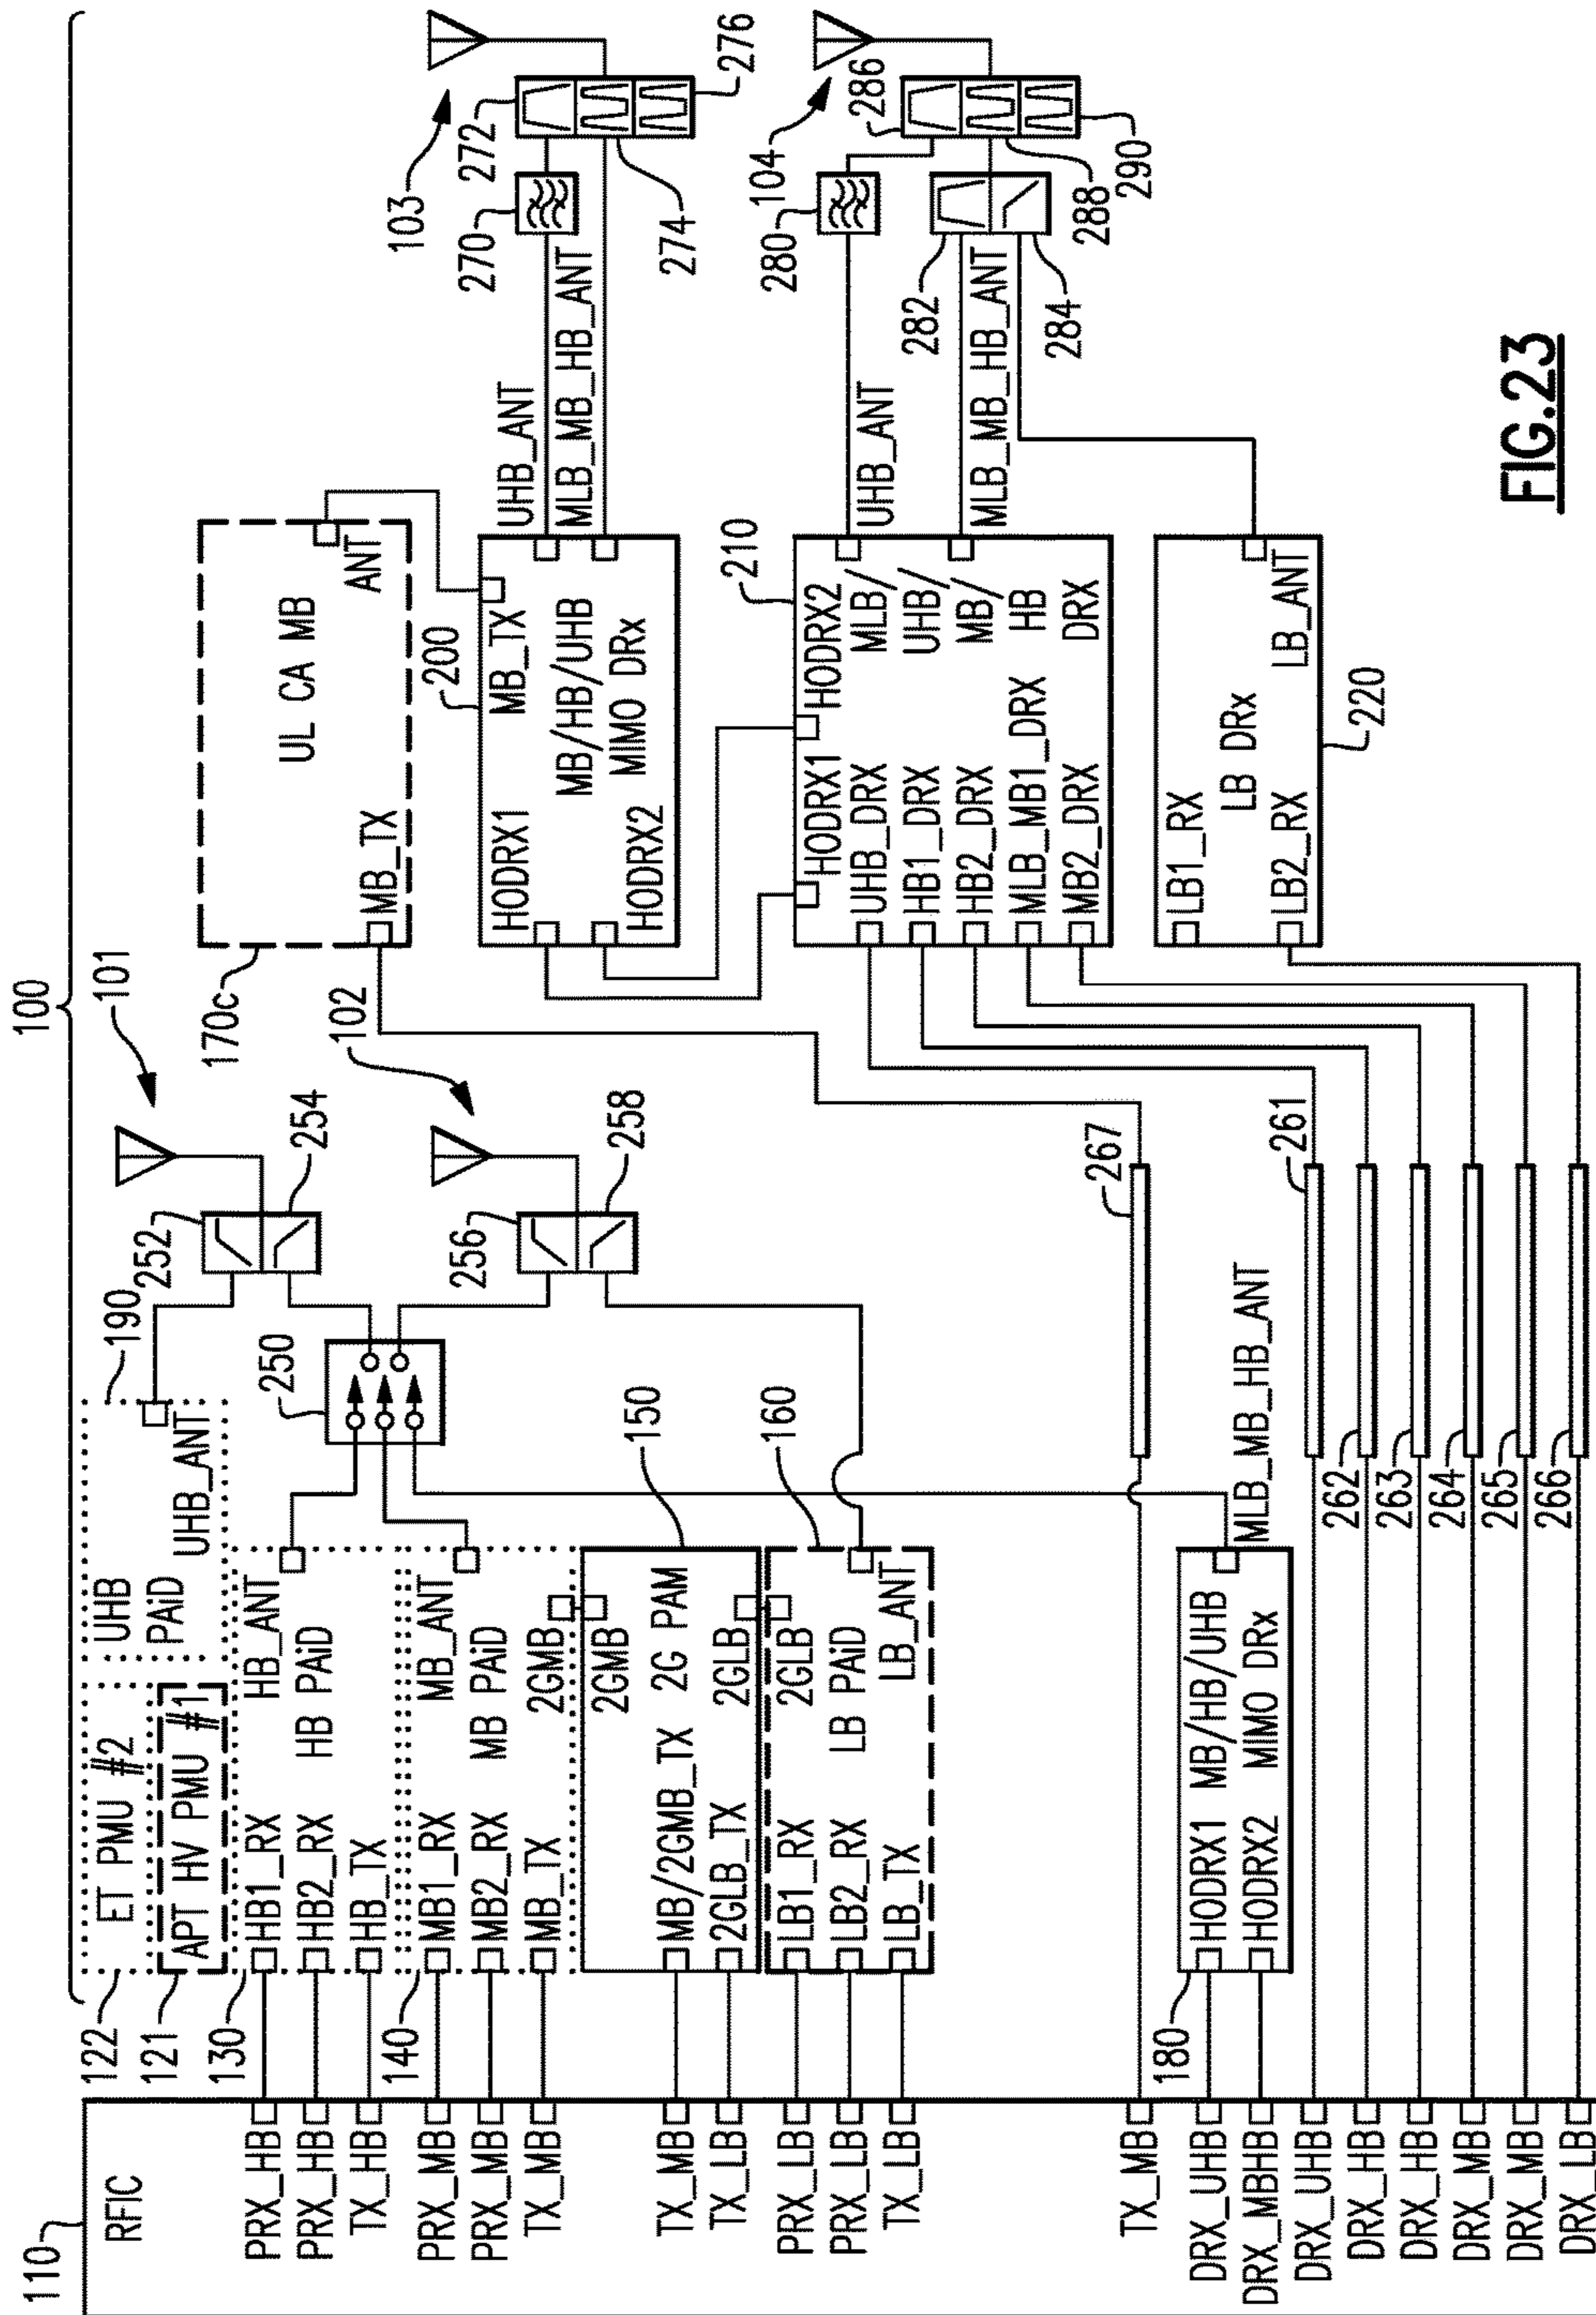 100
110
RFIC
PRX_HB
PRX_HB
TX_HB
PRX_MB
PRX_MB
TX_MB
TX_MB
TX_LB
PRX_LB
PRX_LB
TX_LB
TX_MB
DRX_UHB
DRX_MBHB
DRX_UHB
DRX_HB
DRX_HB
DRX_MB
DRX_MB
DRX_LB
122
ET PMU #2
121
APT HV PMU #1
190
UHB
PAiD
UHB_ANT
130
HB1_RX
HB2_RX
HB_TX
HB_ANT
HB PAiD
140
MB1_RX
MB2_RX
MB_TX
MB_ANT
MB PAiD
2GMB
150
2GMB
MB/2GMB_TX
2G PAM
2GLB_TX
2GLB
160
2GLB
LB1_RX
LB2_RX
LB_TX
LB PAiD
LB_ANT
180
HODRX1
HODRX2
MB/HB/UHB
MIMO DRx
MLB_MB_HB_ANT
250
252
254
101
256
258
102
267
261
262
263
264
265
266
170c
MB_TX
UL CA MB
ANT
200
HODRX1
MB_TX
MB/HB/UHB
MIMO DRx
HODRX2
UHB_ANT
MLB_MB_HB_ANT
210
HODRX1
HODRX2
UHB_DRX
HB1_DRX
HB2_DRX
MLB_MB1_DRX
MB2_DRX
MLB/
UHB/
MB/
HB
DRX
UHB_ANT
MLB_MB_HB_ANT
220
LB1_RX
LB DRx
LB2_RX
LB_ANT
103
270
272
274
276
104
280
282
284
286
288
290
FIG.23